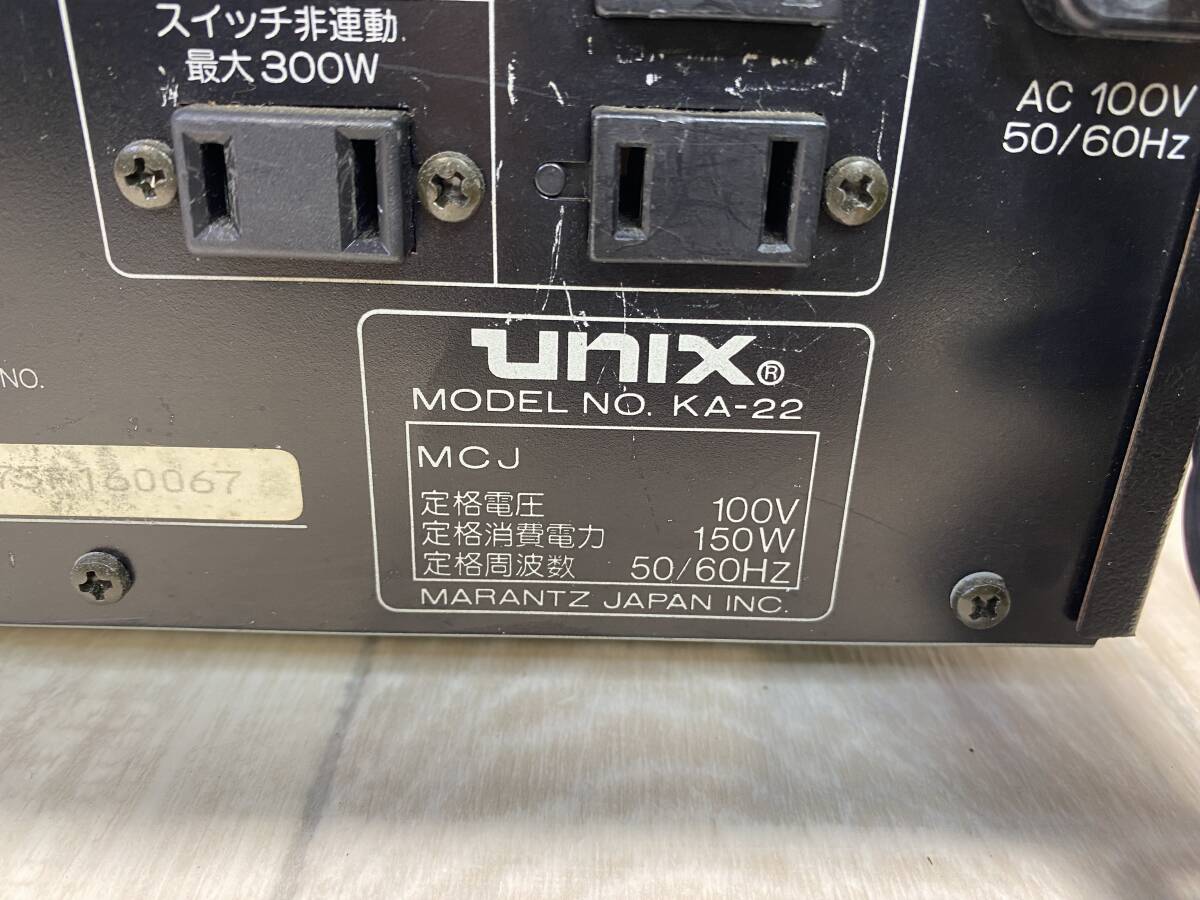 スイッチ非連動
最大300W
AC 100V
50/60Hz
NO.
160067
unix®
MODEL NO. KA-22
MCJ
定格電圧 100V
定格消費電力 150W
定格周波数 50/60HZ
MARANTZ JAPAN INC.